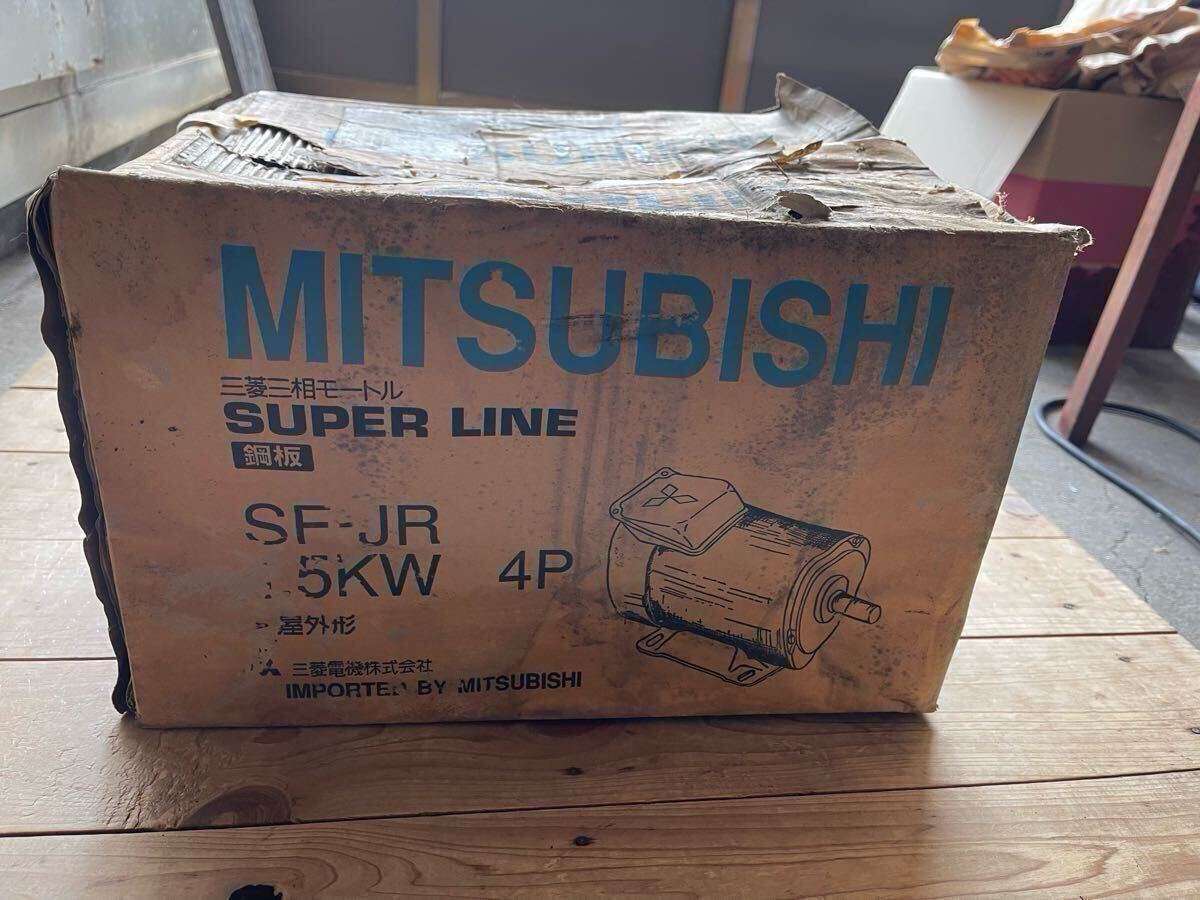 MITSUBISHI
三菱三相モートル
SUPER LINE
鋼板
SF-JR
5KW 4P
屋外形
三菱電機株式会社
IMPORTED BY MITSUBISHI